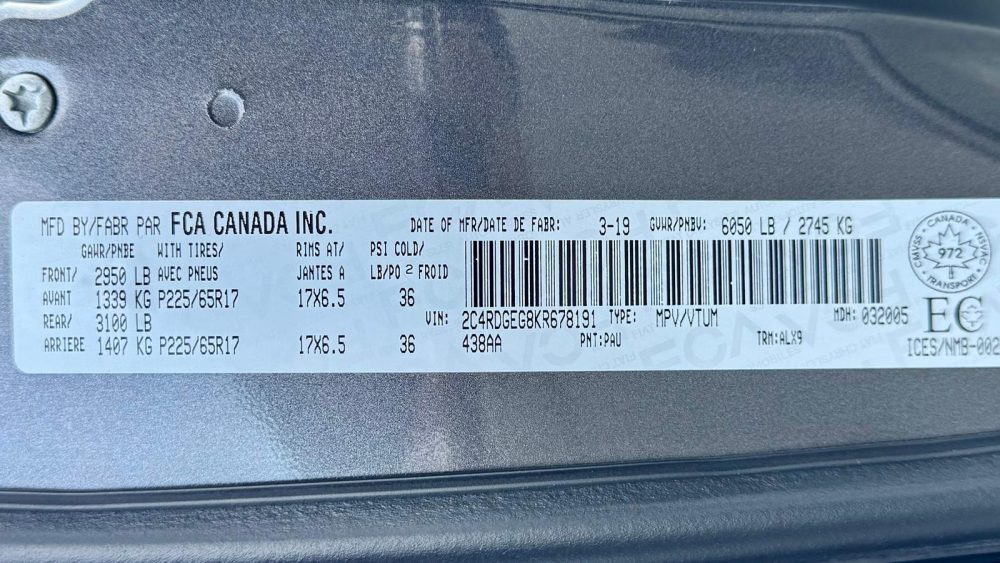 MFD BY/FABR PAR FCA CANADA INC. DATE OF MFR/DATE DE FABR: 3-19 GVWR/PNBV: 6050 LB / 2745 KG
GAWR/PNBE WITH TIRES/ RIMS AT/ PSI COLD/
FRONT/ 2950 LB AVEC PNEUS JANTES A LB/PO 2 FROID
AVANT 1339 KG P225/65R17 17X6.5 36
REAR/ 3100 LB
VIN: 2C4RDGEG8KR678191 TYPE: MPV/VTUM MDH: 032005
ARRIERE 1407 KG P225/65R17 17X6.5 36 438AA PNT:PAU TRM:ALX9
CANADA
CMVSS 972 NSVAC
TRANSPORT
EC
ICES/NMB-002